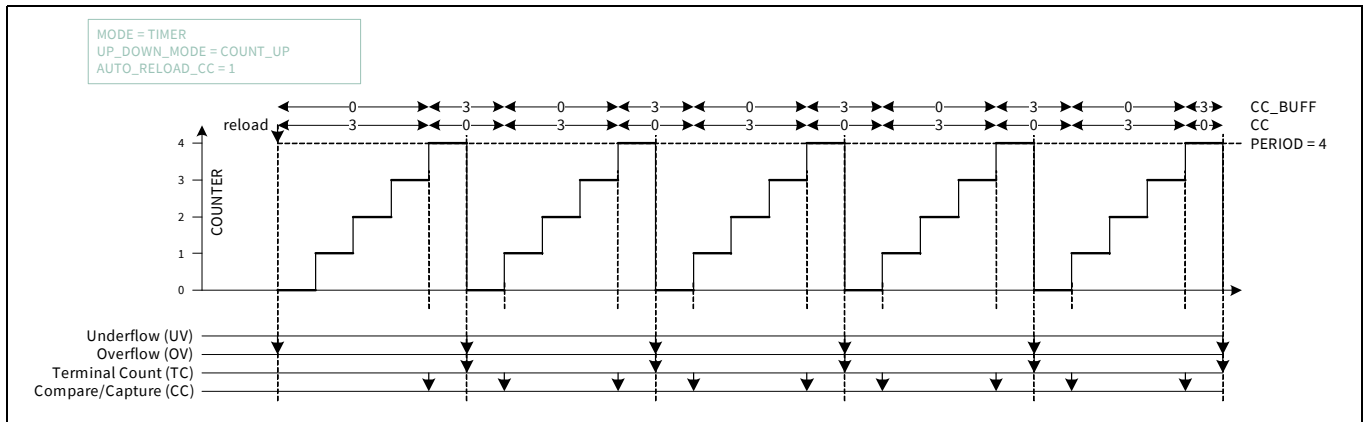 MODE = TIMER
UP_DOWN_MODE = COUNT_UP
AUTO_RELOAD_CC = 1
0 3 0 3 0 3 0 3 0 3 CC_BUFF
reload 3 0 3 0 3 0 3 0 3 0 CC
4 PERIOD = 4
3
COUNTER
2
1
0
Underflow (UV)
Overflow (OV)
Terminal Count (TC)
Compare/Capture (CC)